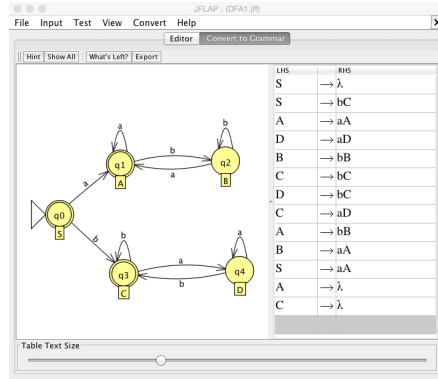 JFLAP : (DFA1.jff)
File Input Test View Convert Help ×
Editor Convert to Grammar
Hint Show All What's Left? Export
LHS RHS
S → λ
S → bC
A → aA
D → aD
B → bB
C → bC
D → bC
C → aD
A → bB
B → aA
S → aA
A → λ
C → λ
a
b
q1
A
b
a
q2
B
a
q0
S
b
b
q3
C
a
b
a
q4
D
Table Text Size